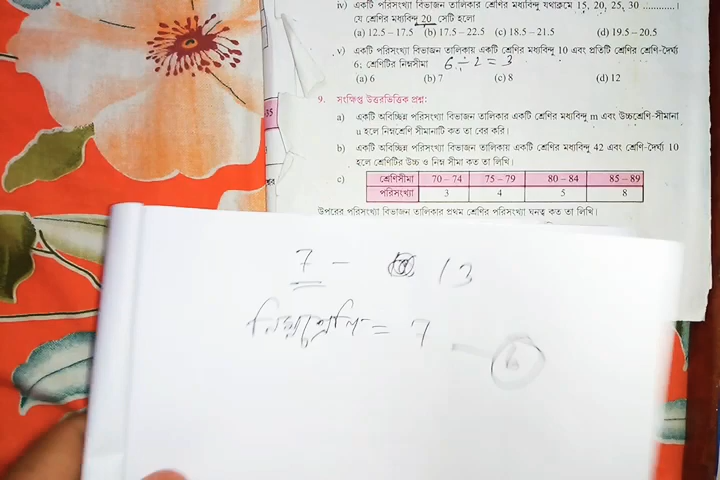 iv) একটি পরিসংখ্যা বিভাজন তালিকার শ্রেণির মধ্যবিন্দু যথাক্রমে 15, 20, 25, 30 ...........।
যে শ্রেণির মধ্যবিন্দু 20 সেটি হলো
(a) 12.5 – 17.5 (b) 17.5 – 22.5 (c) 18.5 – 21.5 (d) 19.5 – 20.5
v) একটি পরিসংখ্যা বিভাজন তালিকায় একটি শ্রেণির মধ্যবিন্দু 10 এবং প্রতিটি শ্রেণির শ্রেণি-দৈর্ঘ্য
6; শ্রেণিটির নিম্নসীমা 6 ÷ 2 = 3
(a) 6 (b) 7 (c) 8 (d) 12
9. সংক্ষিপ্ত উত্তরভিত্তিক প্রশ্ন:
a) একটি অবিচ্ছিন্ন পরিসংখ্যা বিভাজন তালিকার একটি শ্রেণির মধ্যবিন্দু m এবং উচ্চশ্রেণি-সীমানা
u হলে নিম্নশ্রেণি সীমানাটি কত তা বের করি।
b) একটি অবিচ্ছিন্ন পরিসংখ্যা বিভাজন তালিকায় একটি শ্রেণির মধ্যবিন্দু 42 এবং শ্রেণি-দৈর্ঘ্য 10
হলে শ্রেণিটির উচ্চ ও নিম্ন সীমা কত তা লিখি।
c) শ্রেণিসীমা 70 – 74 75 – 79 80 – 84 85 – 89
পরিসংখ্যা 3 4 5 8
উপরের পরিসংখ্যা বিভাজন তালিকার প্রথম শ্রেণির পরিসংখ্যা ঘনত্ব কত তা লিখি।
35
7 – 13
নিম্নশ্রেণি = 7 – b